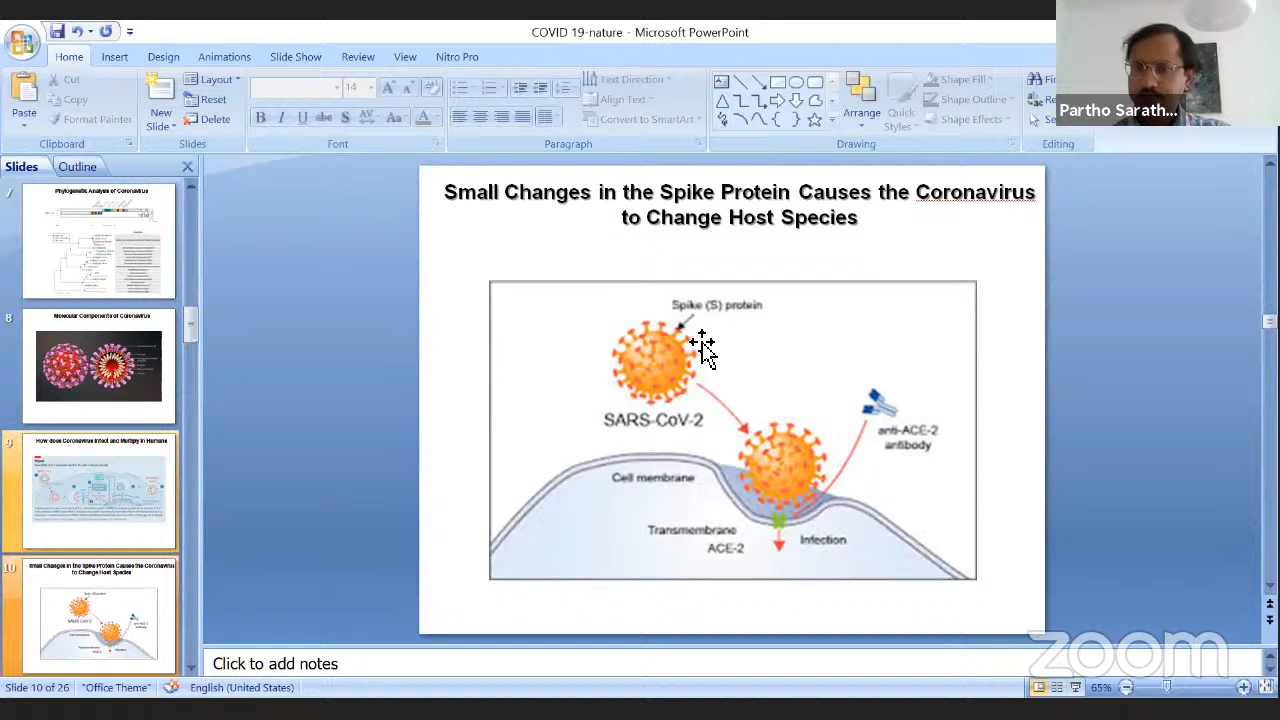 COVID 19-nature - Microsoft PowerPoint
Home Insert Design Animations Slide Show Review View Nitro Pro
Paste
Cut
Copy
Format Painter
Clipboard
New
Slide
Layout
Reset
Delete
Slides
14
Font
Text Direction
Align Text
Convert to SmartArt
Paragraph
Arrange
Quick
Styles
Shape Fill
Shape Outline
Shape Effects
Drawing
Editing
Partho Sarath...
Slides Outline
7
Phylogenetic Analysis of Coronavirus
8
Molecular Components of Coronavirus
9
How does Coronavirus Infect and Multiply in Humans
10
Small Changes in the Spike Protein Causes the Coronavirus
to Change Host Species
Small Changes in the Spike Protein Causes the Coronavirus
to Change Host Species
Spike (S) protein
SARS-CoV-2
anti-ACE-2
antibody
Cell membrane
Transmembrane
ACE-2
Infection
Click to add notes
zoom
Slide 10 of 26 "Office Theme" English (United States) 65%